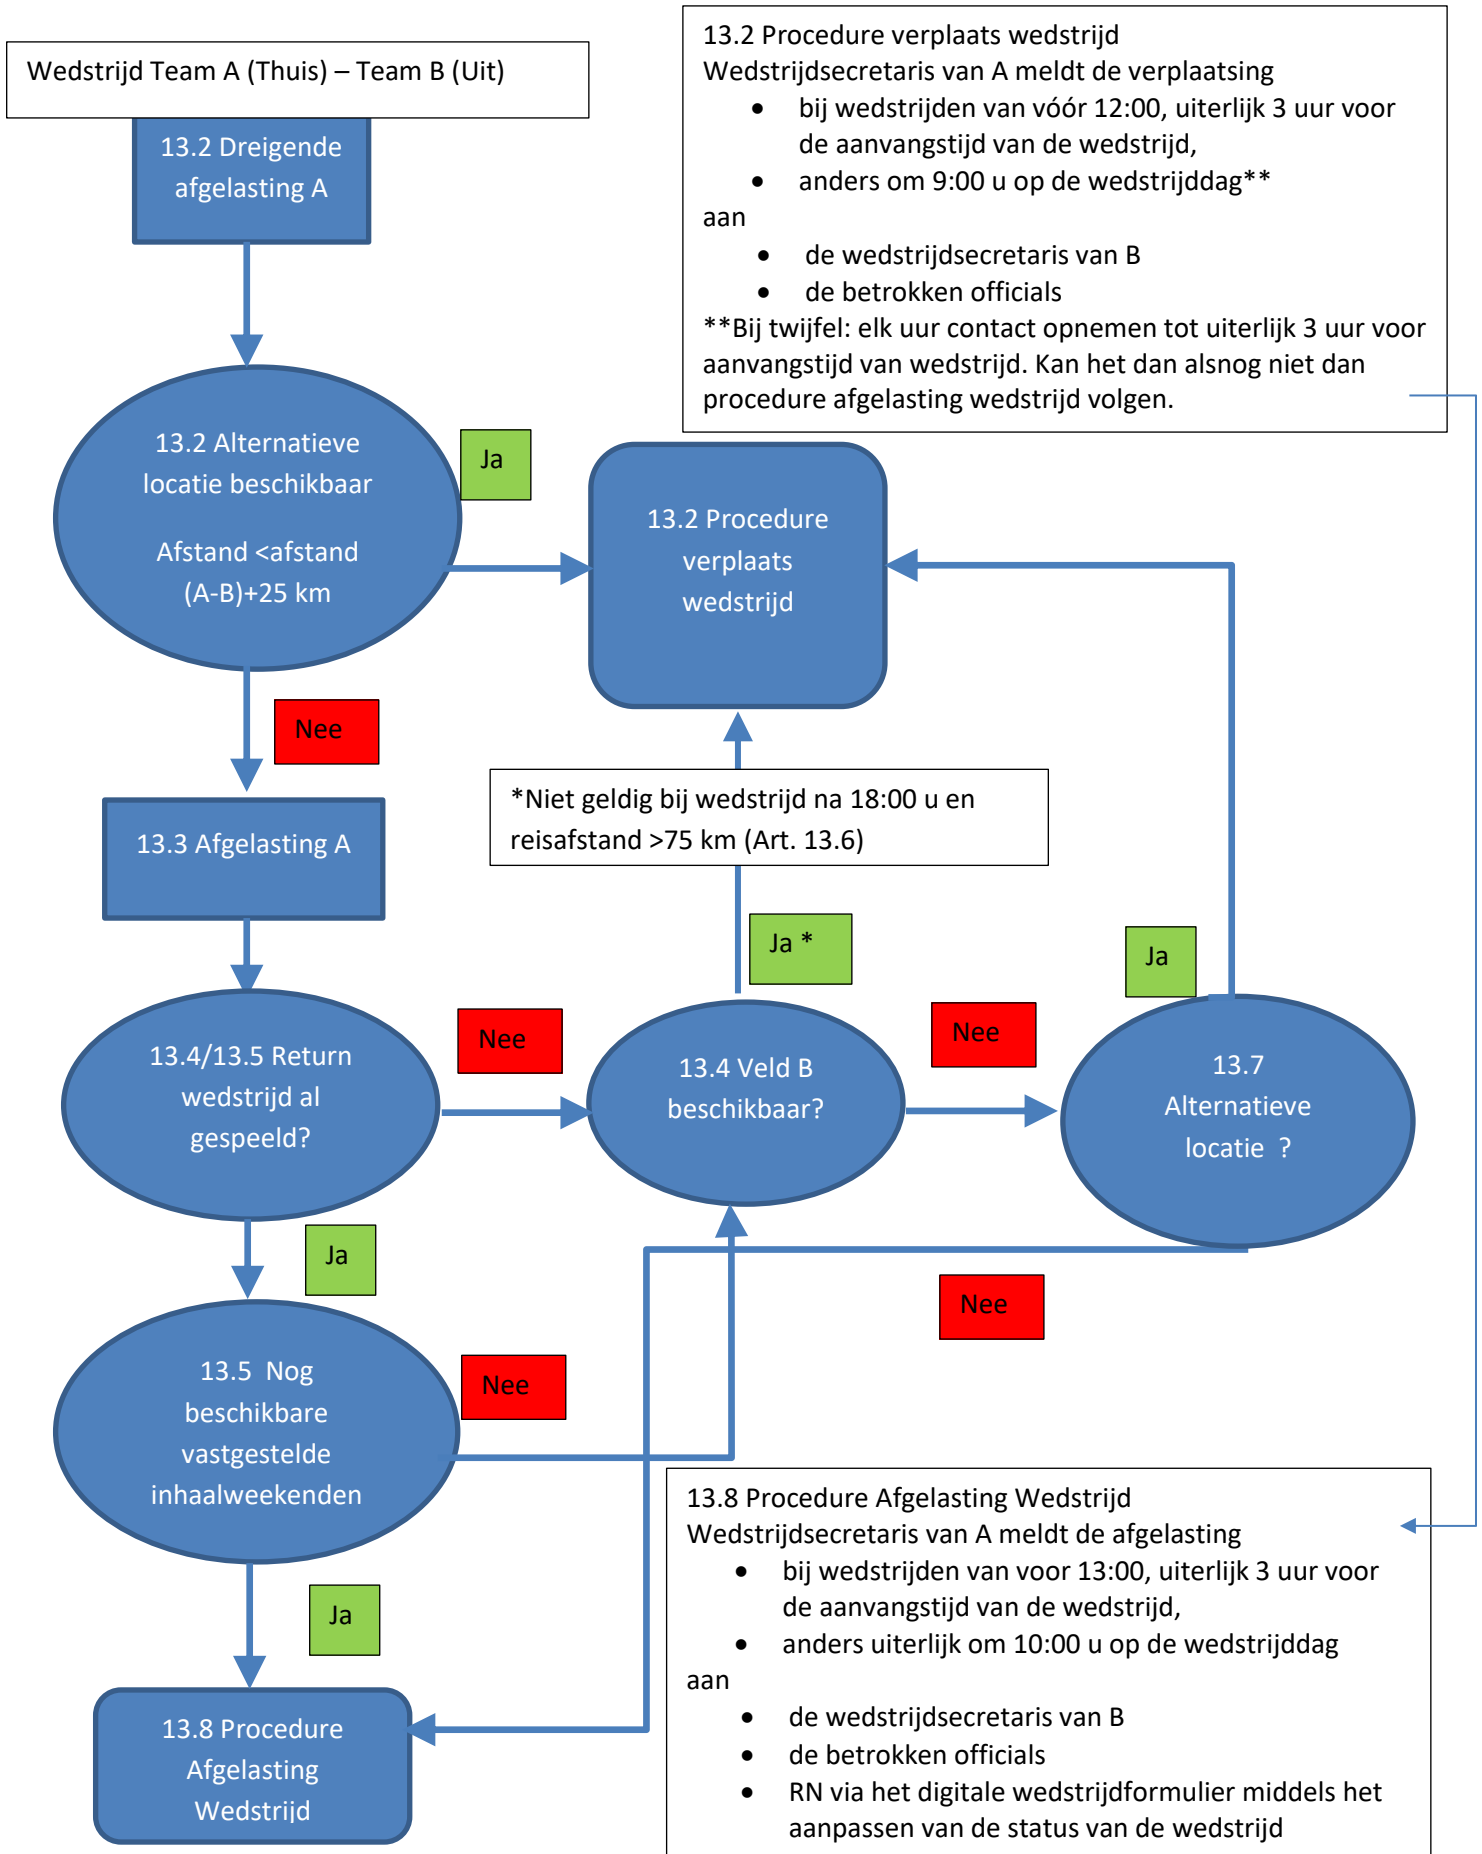 Wedstrijd Team A (Thuis) – Team B (Uit)
13.2 Dreigende
afgelasting A
13.2 Procedure verplaats wedstrijd
Wedstrijdsecretaris van A meldt de verplaatsing
• bij wedstrijden van vóór 12:00, uiterlijk 3 uur voor
de aanvangstijd van de wedstrijd,
• anders om 9:00 u op de wedstrijddag**
aan
• de wedstrijdsecretaris van B
• de betrokken officials
**Bij twijfel: elk uur contact opnemen tot uiterlijk 3 uur voor
aanvangstijd van wedstrijd. Kan het dan alsnog niet dan
procedure afgelasting wedstrijd volgen.
13.2 Alternatieve
locatie beschikbaar
Afstand <afstand
(A-B)+25 km
Ja
13.2 Procedure
verplaats
wedstrijd
Nee
*Niet geldig bij wedstrijd na 18:00 u en
reisafstand >75 km (Art. 13.6)
13.3 Afgelasting A
Ja *
Ja
13.4/13.5 Return
wedstrijd al
gespeeld?
Nee
13.4 Veld B
beschikbaar?
Nee
13.7
Alternatieve
locatie ?
Ja
Nee
13.5 Nog
beschikbare
vastgestelde
inhaalweekenden
Nee
Ja
13.8 Procedure
Afgelasting
Wedstrijd
13.8 Procedure Afgelasting Wedstrijd
Wedstrijdsecretaris van A meldt de afgelasting
• bij wedstrijden van voor 13:00, uiterlijk 3 uur voor
de aanvangstijd van de wedstrijd,
• anders uiterlijk om 10:00 u op de wedstrijddag
aan
• de wedstrijdsecretaris van B
• de betrokken officials
• RN via het digitale wedstrijdformulier middels het
aanpassen van de status van de wedstrijd